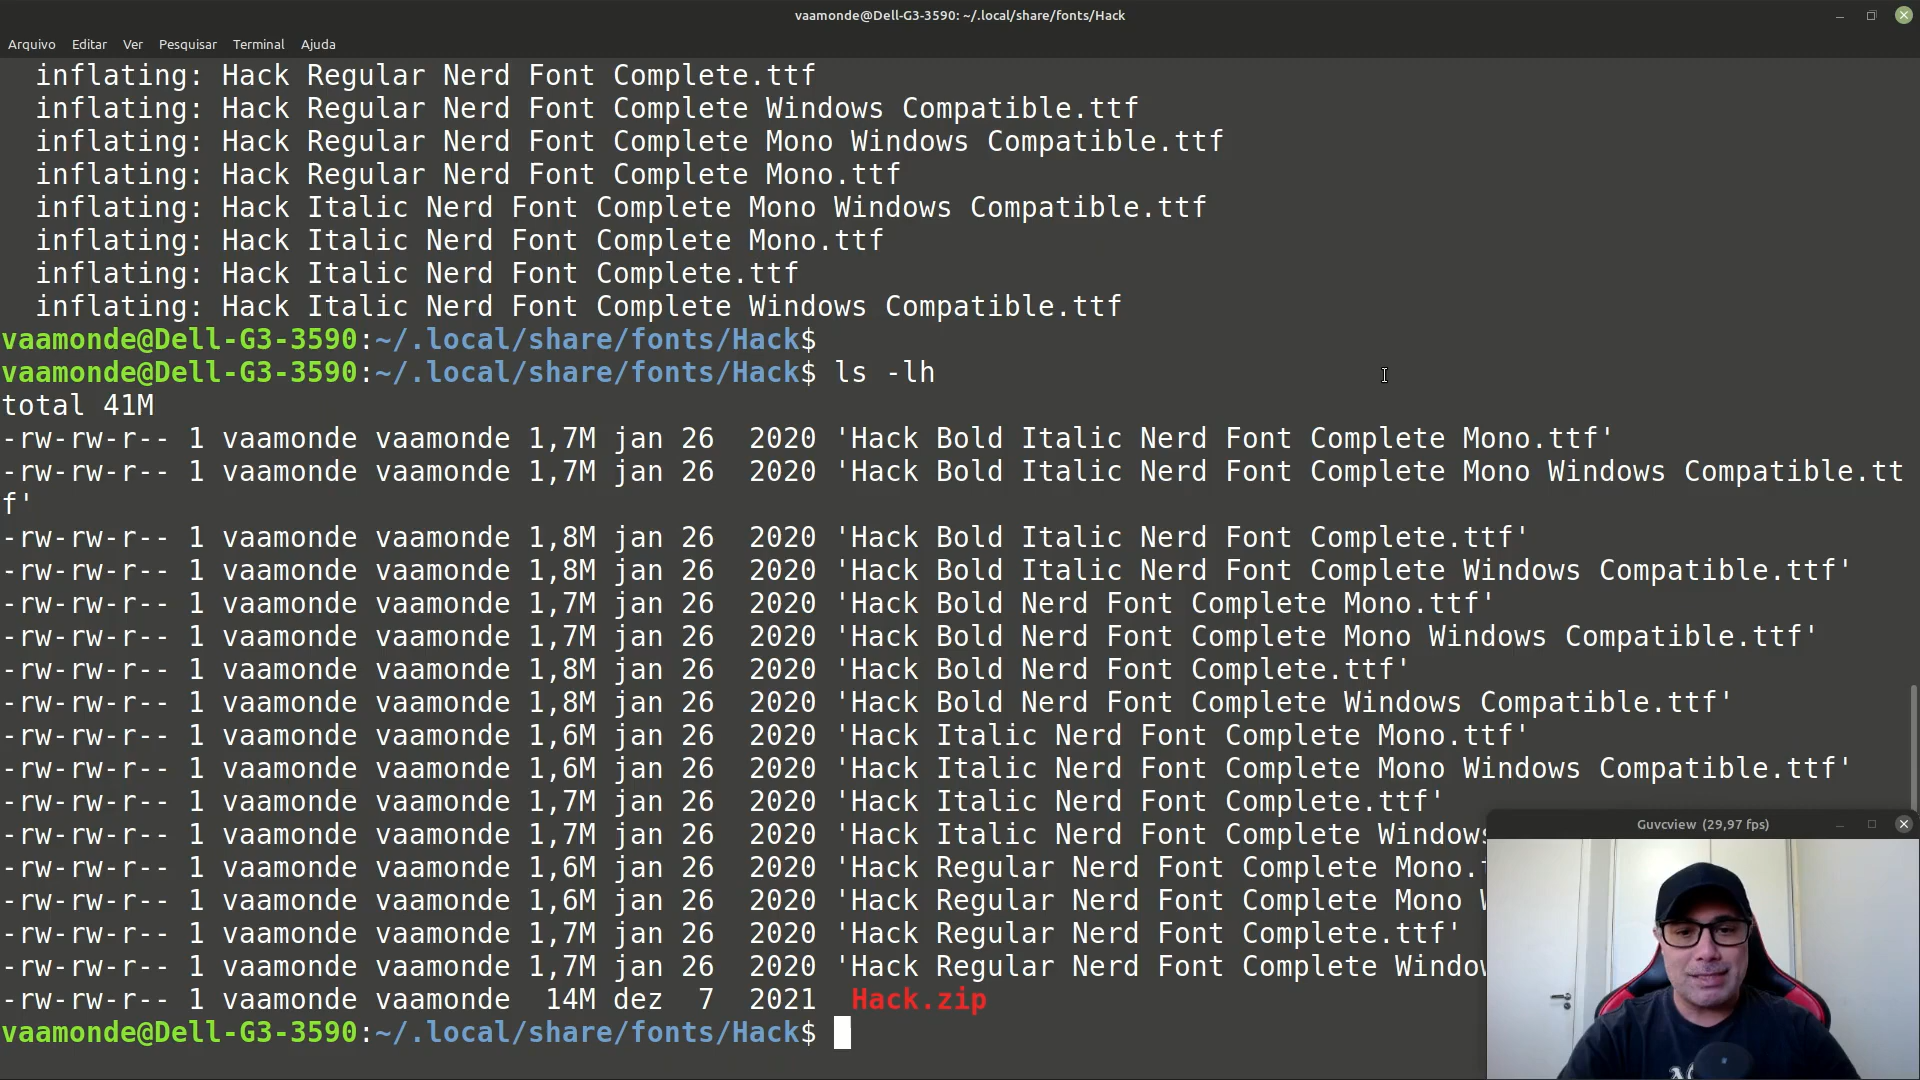 vaamonde@Dell-G3-3590: ~/.local/share/fonts/Hack
Arquivo Editar Ver Pesquisar Terminal Ajuda
inflating: Hack Regular Nerd Font Complete.ttf
inflating: Hack Regular Nerd Font Complete Windows Compatible.ttf
inflating: Hack Regular Nerd Font Complete Mono Windows Compatible.ttf
inflating: Hack Regular Nerd Font Complete Mono.ttf
inflating: Hack Italic Nerd Font Complete Mono Windows Compatible.ttf
inflating: Hack Italic Nerd Font Complete Mono.ttf
inflating: Hack Italic Nerd Font Complete.ttf
inflating: Hack Italic Nerd Font Complete Windows Compatible.ttf
vaamonde@Dell-G3-3590:~/.local/share/fonts/Hack$
vaamonde@Dell-G3-3590:~/.local/share/fonts/Hack$ ls -lh
total 41M
-rw-rw-r-- 1 vaamonde vaamonde 1,7M jan 26  2020 'Hack Bold Italic Nerd Font Complete Mono.ttf'
-rw-rw-r-- 1 vaamonde vaamonde 1,7M jan 26  2020 'Hack Bold Italic Nerd Font Complete Mono Windows Compatible.tt
f'
-rw-rw-r-- 1 vaamonde vaamonde 1,8M jan 26  2020 'Hack Bold Italic Nerd Font Complete.ttf'
-rw-rw-r-- 1 vaamonde vaamonde 1,8M jan 26  2020 'Hack Bold Italic Nerd Font Complete Windows Compatible.ttf'
-rw-rw-r-- 1 vaamonde vaamonde 1,7M jan 26  2020 'Hack Bold Nerd Font Complete Mono.ttf'
-rw-rw-r-- 1 vaamonde vaamonde 1,7M jan 26  2020 'Hack Bold Nerd Font Complete Mono Windows Compatible.ttf'
-rw-rw-r-- 1 vaamonde vaamonde 1,8M jan 26  2020 'Hack Bold Nerd Font Complete.ttf'
-rw-rw-r-- 1 vaamonde vaamonde 1,8M jan 26  2020 'Hack Bold Nerd Font Complete Windows Compatible.ttf'
-rw-rw-r-- 1 vaamonde vaamonde 1,6M jan 26  2020 'Hack Italic Nerd Font Complete Mono.ttf'
-rw-rw-r-- 1 vaamonde vaamonde 1,6M jan 26  2020 'Hack Italic Nerd Font Complete Mono Windows Compatible.ttf'
-rw-rw-r-- 1 vaamonde vaamonde 1,7M jan 26  2020 'Hack Italic Nerd Font Complete.ttf'
-rw-rw-r-- 1 vaamonde vaamonde 1,7M jan 26  2020 'Hack Italic Nerd Font Complete Windows
-rw-rw-r-- 1 vaamonde vaamonde 1,6M jan 26  2020 'Hack Regular Nerd Font Complete Mono.
-rw-rw-r-- 1 vaamonde vaamonde 1,6M jan 26  2020 'Hack Regular Nerd Font Complete Mono
-rw-rw-r-- 1 vaamonde vaamonde 1,7M jan 26  2020 'Hack Regular Nerd Font Complete.ttf'
-rw-rw-r-- 1 vaamonde vaamonde 1,7M jan 26  2020 'Hack Regular Nerd Font Complete Windo
-rw-rw-r-- 1 vaamonde vaamonde  14M dez  7  2021  Hack.zip
vaamonde@Dell-G3-3590:~/.local/share/fonts/Hack$
Guvcview (29,97 fps)